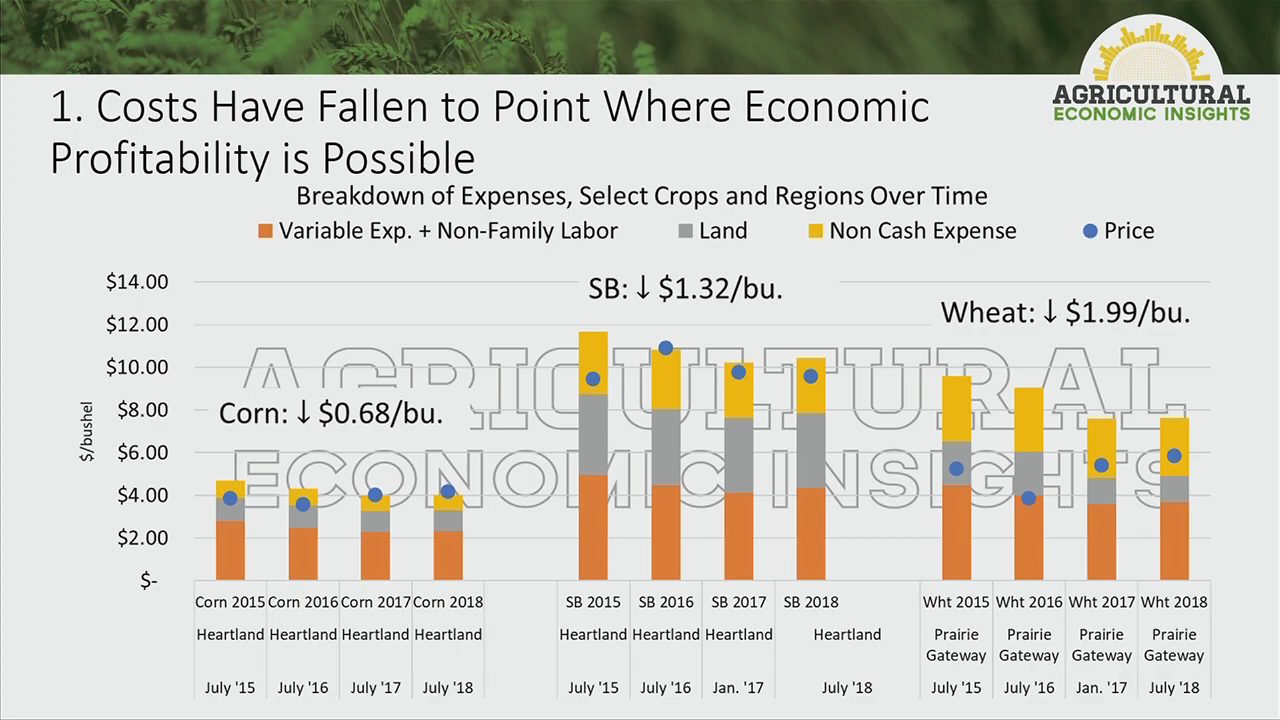 AGRICULTURAL
ECONOMIC INSIGHTS
1. Costs Have Fallen to Point Where Economic
Profitability is Possible
Breakdown of Expenses, Select Crops and Regions Over Time
Variable Exp. + Non-Family Labor Land Non Cash Expense Price
$14.00
$12.00
$10.00
$8.00
$6.00
$4.00
$2.00
$-
$/bushel
SB: ↓ $1.32/bu.
Wheat: ↓ $1.99/bu.
Corn: ↓ $0.68/bu.
AGRICULTURAL
ECONOMIC INSIGHTS
Corn 2015 Corn 2016 Corn 2017 Corn 2018 SB 2015 SB 2016 SB 2017 SB 2018 Wht 2015 Wht 2016 Wht 2017 Wht 2018
Heartland Heartland Heartland Heartland Heartland Heartland Heartland Heartland Prairie Prairie Prairie Prairie
Gateway Gateway Gateway Gateway
July '15 July '16 July '17 July '18 July '15 July '16 Jan. '17 July '18 July '15 July '16 Jan. '17 July '18